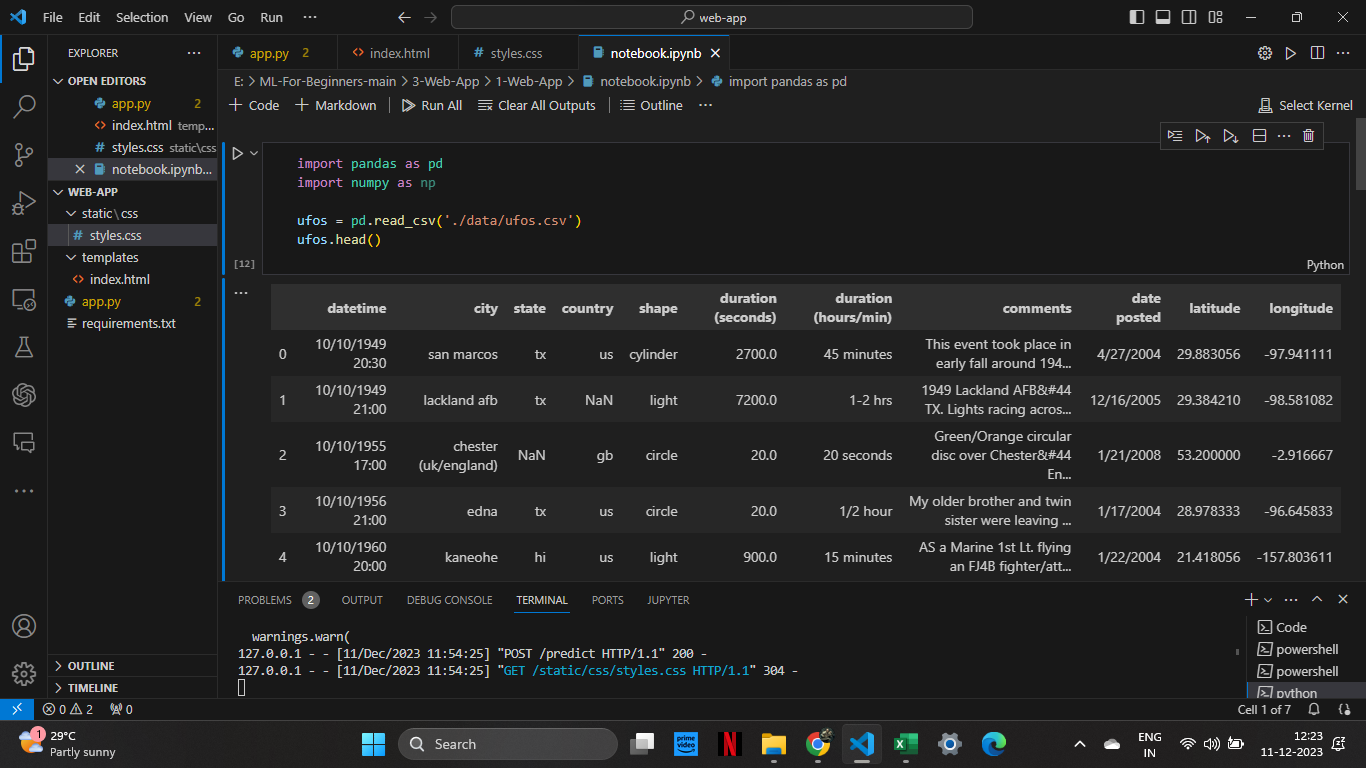 File Edit Selection View Go Run ···
web-app
EXPLORER
OPEN EDITORS
app.py 2
index.html temp...
styles.css static\css
notebook.ipynb...
WEB-APP
static\css
styles.css
templates
index.html
app.py 2
requirements.txt
OUTLINE
TIMELINE
app.py 2 index.html styles.css notebook.ipynb
E: > ML-For-Beginners-main > 3-Web-App > 1-Web-App > notebook.ipynb > import pandas as pd
+ Code + Markdown Run All Clear All Outputs Outline ··· Select Kernel
import pandas as pd
import numpy as np
ufos = pd.read_csv('./data/ufos.csv')
ufos.head()
[12] Python
datetime city state country shape duration (seconds) duration (hours/min) comments date posted latitude longitude
0 10/10/1949 20:30 san marcos tx us cylinder 2700.0 45 minutes This event took place in early fall around 194... 4/27/2004 29.883056 -97.941111
1 10/10/1949 21:00 lackland afb tx NaN light 7200.0 1-2 hrs 1949 Lackland AFB&#44 TX. Lights racing acros... 12/16/2005 29.384210 -98.581082
2 10/10/1955 17:00 chester (uk/england) NaN gb circle 20.0 20 seconds Green/Orange circular disc over Chester&#44 En... 1/21/2008 53.200000 -2.916667
3 10/10/1956 21:00 edna tx us circle 20.0 1/2 hour My older brother and twin sister were leaving ... 1/17/2004 28.978333 -96.645833
4 10/10/1960 20:00 kaneohe hi us light 900.0 15 minutes AS a Marine 1st Lt. flying an FJ4B fighter/att... 1/22/2004 21.418056 -157.803611
PROBLEMS 2 OUTPUT DEBUG CONSOLE TERMINAL PORTS JUPYTER
warnings.warn(
127.0.0.1 - - [11/Dec/2023 11:54:25] "POST /predict HTTP/1.1" 200 -
127.0.0.1 - - [11/Dec/2023 11:54:25] "GET /static/css/styles.css HTTP/1.1" 304 -
Code
powershell
powershell
python
0 2 0 Cell 1 of 7
1 29°C
Partly sunny
Search
prime video
N
ENG
IN
12:23
11-12-2023